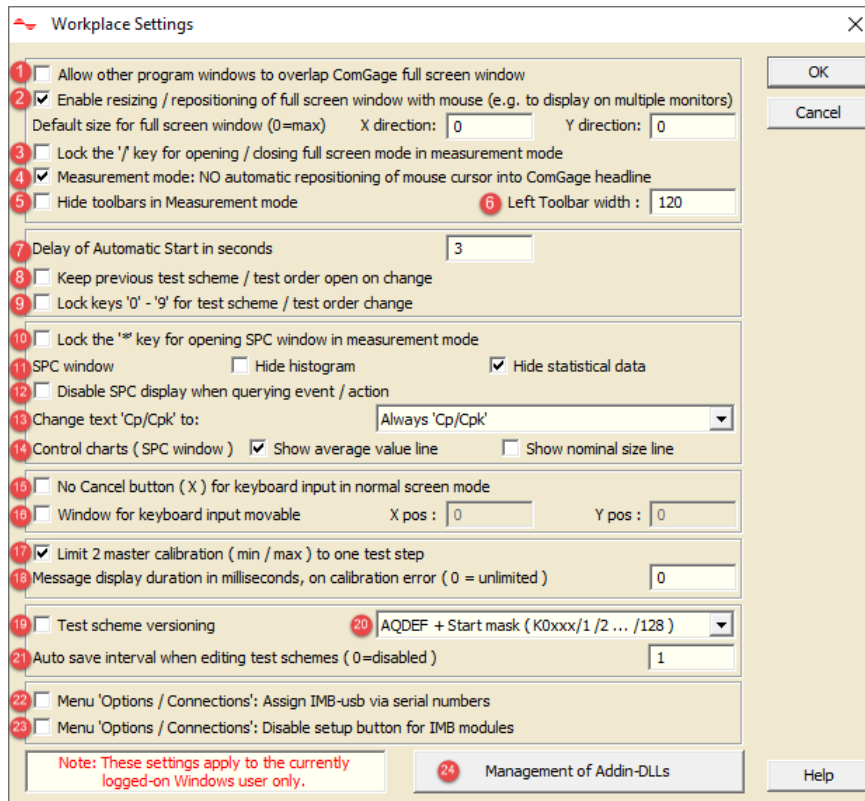 Workplace Settings
1 Allow other program windows to overlap ComGage full screen window
OK
2 Enable resizing / repositioning of full screen window with mouse (e.g. to display on multiple monitors)
Cancel
Default size for full screen window (0=max) X direction: 0 Y direction: 0
3 Lock the '/' key for opening / closing full screen mode in measurement mode
4 Measurement mode: NO automatic repositioning of mouse cursor into ComGage headline
5 Hide toolbars in Measurement mode 6 Left Toolbar width : 120
7 Delay of Automatic Start in seconds 3
8 Keep previous test scheme / test order open on change
9 Lock keys '0' - '9' for test scheme / test order change
10 Lock the '*' key for opening SPC window in measurement mode
11 SPC window Hide histogram Hide statistical data
12 Disable SPC display when querying event / action
13 Change text 'Cp/Cpk' to: Always 'Cp/Cpk'
14 Control charts ( SPC window ) Show average value line Show nominal size line
15 No Cancel button ( X ) for keyboard input in normal screen mode
16 Window for keyboard input movable X pos : 0 Y pos : 0
17 Limit 2 master calibration ( min / max ) to one test step
18 Message display duration in milliseconds, on calibration error ( 0 = unlimited ) 0
19 Test scheme versioning 20 AQDEF + Start mask ( K0xxx/1 /2 ... /128 )
21 Auto save interval when editing test schemes ( 0=disabled ) 1
22 Menu 'Options / Connections': Assign IMB-usb via serial numbers
23 Menu 'Options / Connections': Disable setup button for IMB modules
Note: These settings apply to the currently
logged-on Windows user only.
24 Management of Addin-DLLs
Help